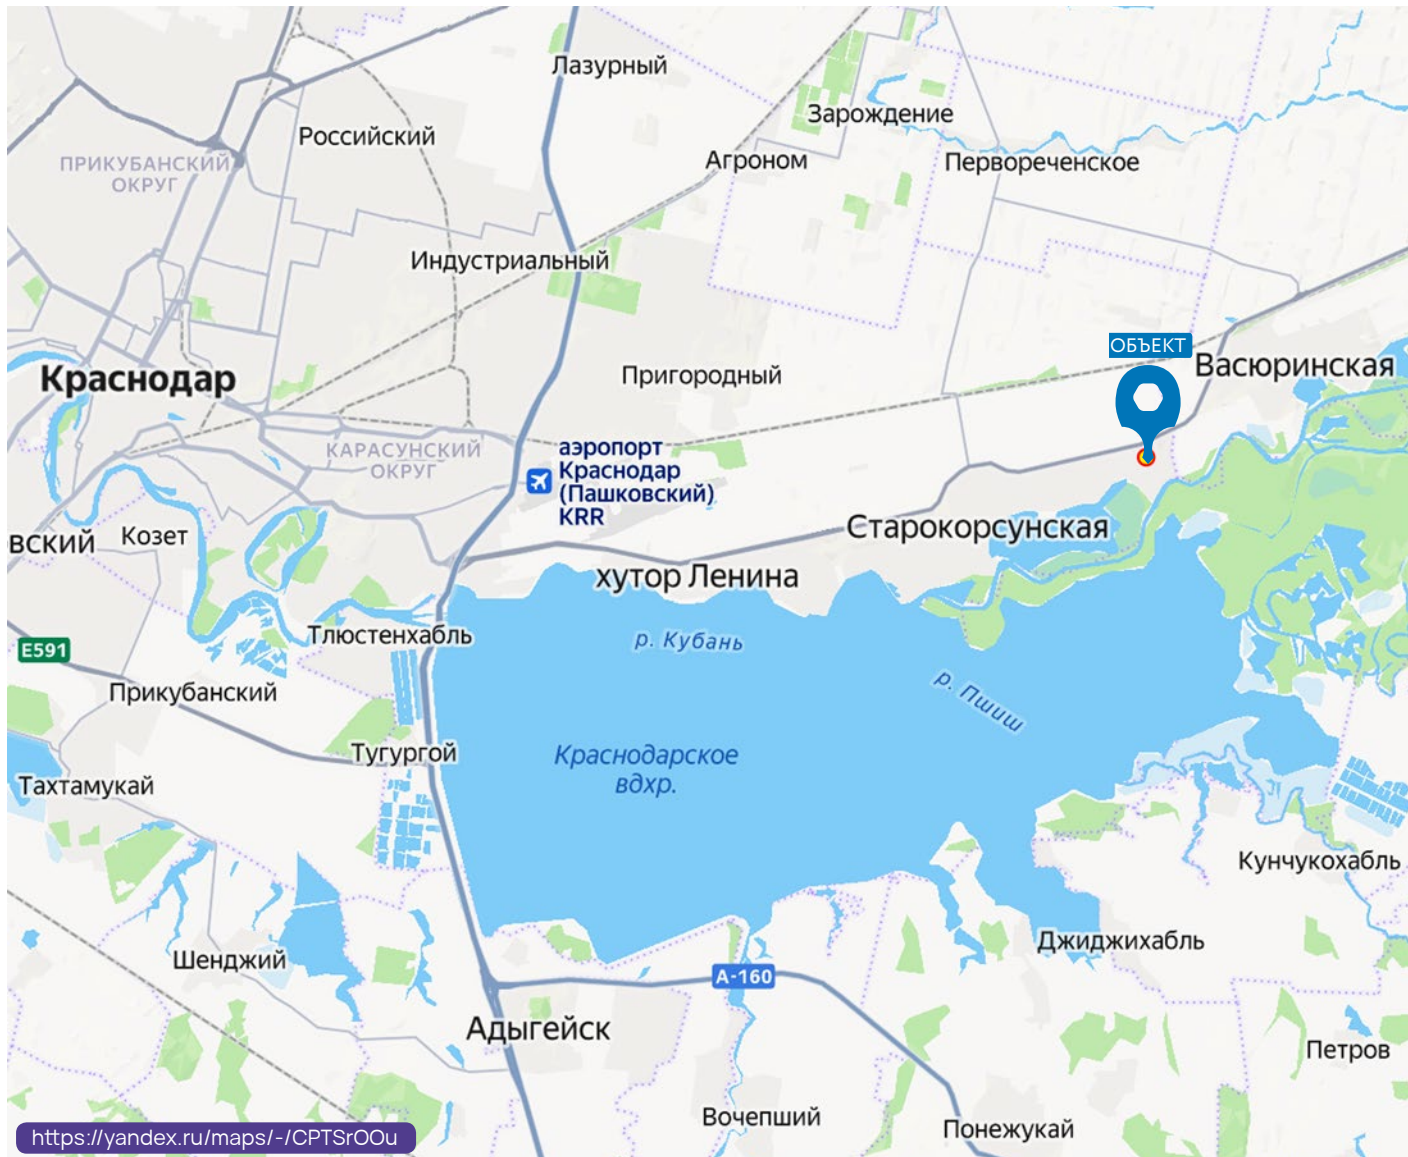 Лазурный
Зарождение
Российский
Агроном
Первореченское
ПРИКУБАНСКИЙ
ОКРУГ
Индустриальный
ОБЪЕКТ
Васюринская
Краснодар
Пригородный
КАРАСУНСКИЙ
ОКРУГ
аэропорт
Краснодар
(Пашковский)
KRR
Старокорсунская
вский
Козет
хутор Ленина
Тлюстенхабль
р. Кубань
E591
Прикубанский
р. Пшиш
Тугургой
Краснодарское
вдхр.
Тахтамукай
Кунчукохабль
Джиджихабль
Шенджий
А-160
Адыгейск
Петров
Вочепший
Понежукай
https://yandex.ru/maps/-/CPTSrOOu